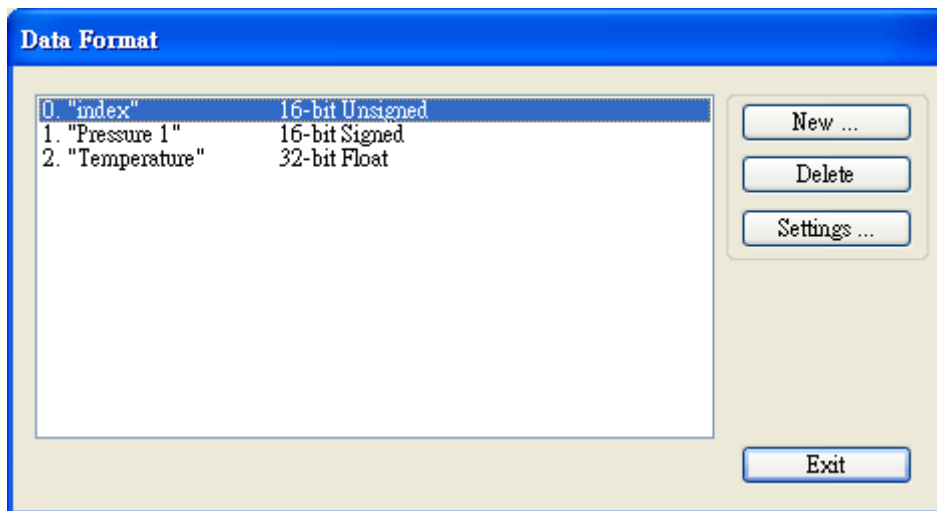 Data Format
0. "index" 16-bit Unsigned
1. "Pressure 1" 16-bit Signed
2. "Temperature" 32-bit Float
New ...
Delete
Settings ...
Exit